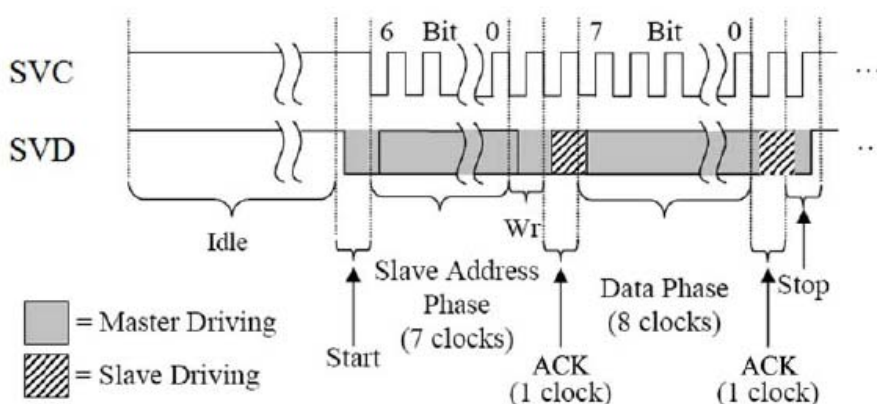 6 Bit 0 7 Bit 0
SVC
...
SVD
...
Idle
Wr
Slave Address
Phase
(7 clocks)
Data Phase
(8 clocks)
Stop
Start
ACK
(1 clock)
ACK
(1 clock)
= Master Driving
= Slave Driving